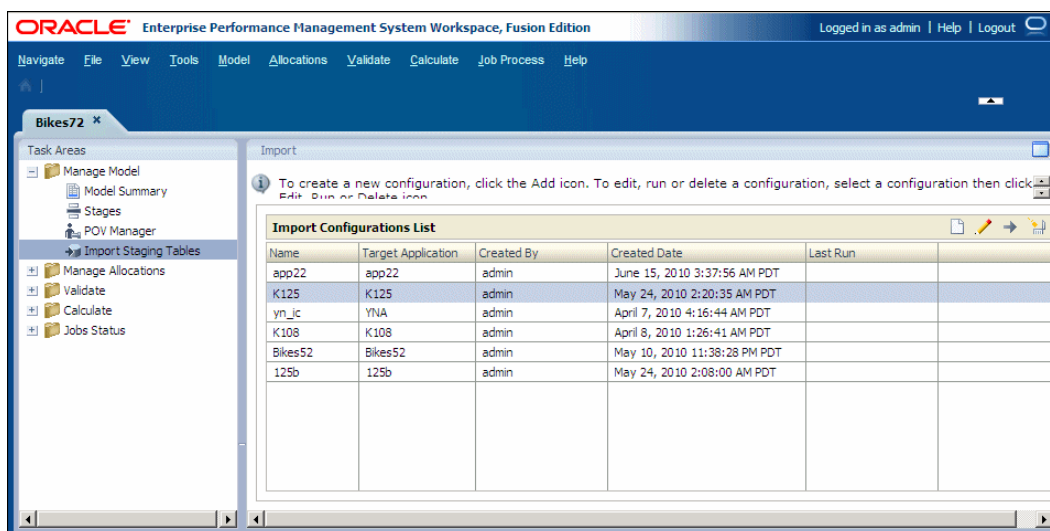 ORACLE Enterprise Performance Management System Workspace, Fusion Edition Logged in as admin | Help | Logout
Navigate File View Tools Model Allocations Validate Calculate Job Process Help
Bikes72
Task Areas
Manage Model
Model Summary
Stages
POV Manager
Import Staging Tables
Manage Allocations
Validate
Calculate
Jobs Status
Import
To create a new configuration, click the Add icon. To edit, run or delete a configuration, select a configuration then click
Edit, Run or Delete icon
Import Configurations List
Name Target Application Created By Created Date Last Run
app22 app22 admin June 15, 2010 3:37:56 AM PDT
K125 K125 admin May 24, 2010 2:20:35 AM PDT
yn_ic YNA admin April 7, 2010 4:16:44 AM PDT
K108 K108 admin April 8, 2010 1:26:41 AM PDT
Bikes52 Bikes52 admin May 10, 2010 11:38:28 PM PDT
125b 125b admin May 24, 2010 2:08:00 AM PDT